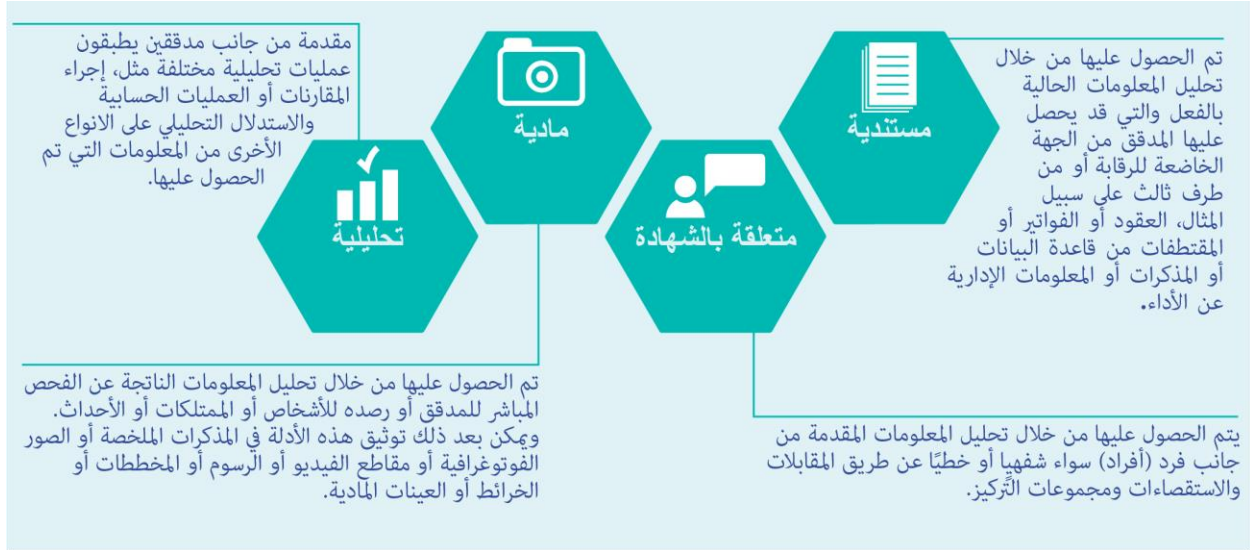 تم الحصول عليها من خلال
تحليل المعلومات الحالية
بالفعل والتي قد يحصل
عليها المدقق من الجهة
الخاضعة للرقابة أو من
طرف ثالث على سبيل
المثال، العقود أو الفواتير أو
المقتطفات من قاعدة البيانات
أو المذكرات أو المعلومات الإدارية
عن الأداء.
مستندية
متعلقة بالشهادة
يتم الحصول عليها من خلال تحليل المعلومات المقدمة من
جانب فرد (أفراد) سواء شفهياٍ أو خطيًا عن طريق المقابلات
والاستقصاءات ومجموعات التركيز.
مادية
تم الحصول عليها من خلال تحليل المعلومات الناتجة عن الفحص
المباشر للمدقق أو رصده للأشخاص أو الممتلكات أو الأحداث.
ويمكن بعد ذلك توثيق هذه الأدلة في المذكرات الملخصة أو الصور
الفوتوغرافية أو مقاطع الفيديو أو الرسوم أو المخططات أو
الخرائط أو العينات المادية.
تحليلية
مقدمة من جانب مدققين يطبقون
عمليات تحليلية مختلفة مثل، إجراء
المقارنات أو العمليات الحسابية
والاستدلال التحليلي على الانواع
الأخرى من المعلومات التي تم
الحصول عليها.